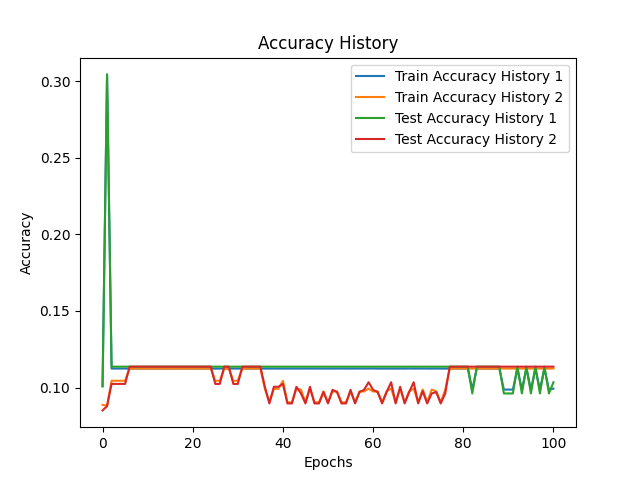 Accuracy History
Train Accuracy History 1
Train Accuracy History 2
Test Accuracy History 1
Test Accuracy History 2
0.30
0.25
0.20
0.15
0.10
Accuracy
0 20 40 60 80 100
Epochs